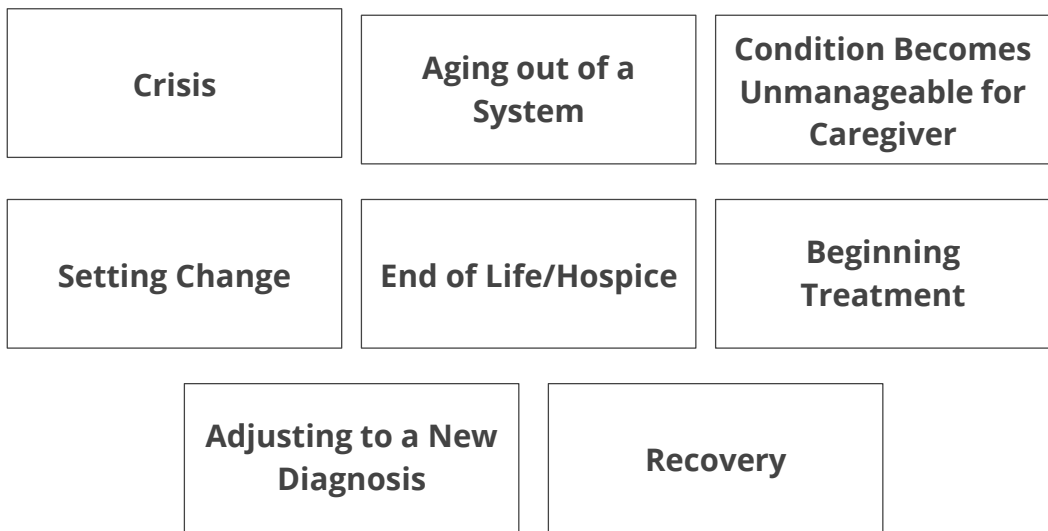 Crisis
Aging out of a
System
Condition Becomes
Unmanageable for
Caregiver
Setting Change
End of Life/Hospice
Beginning
Treatment
Adjusting to a New
Diagnosis
Recovery